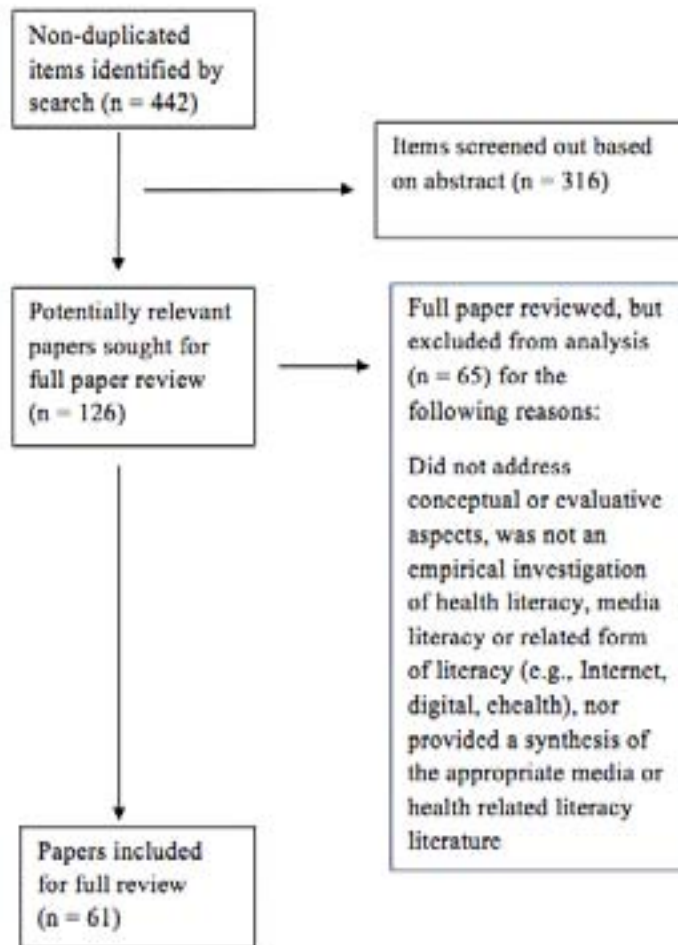 Non-duplicated
items identified by
search (n = 442)
Items screened out based
on abstract (n = 316)
Potentially relevant
papers sought for
full paper review
(n = 126)
Full paper reviewed, but
excluded from analysis
(n = 65) for the
following reasons:
Did not address
conceptual or evaluative
aspects, was not an
empirical investigation
of health literacy, media
literacy or related form
of literacy (e.g., Internet,
digital, ehealth), nor
provided a synthesis of
the appropriate media or
health related literacy
literature
Papers included
for full review
(n = 61)